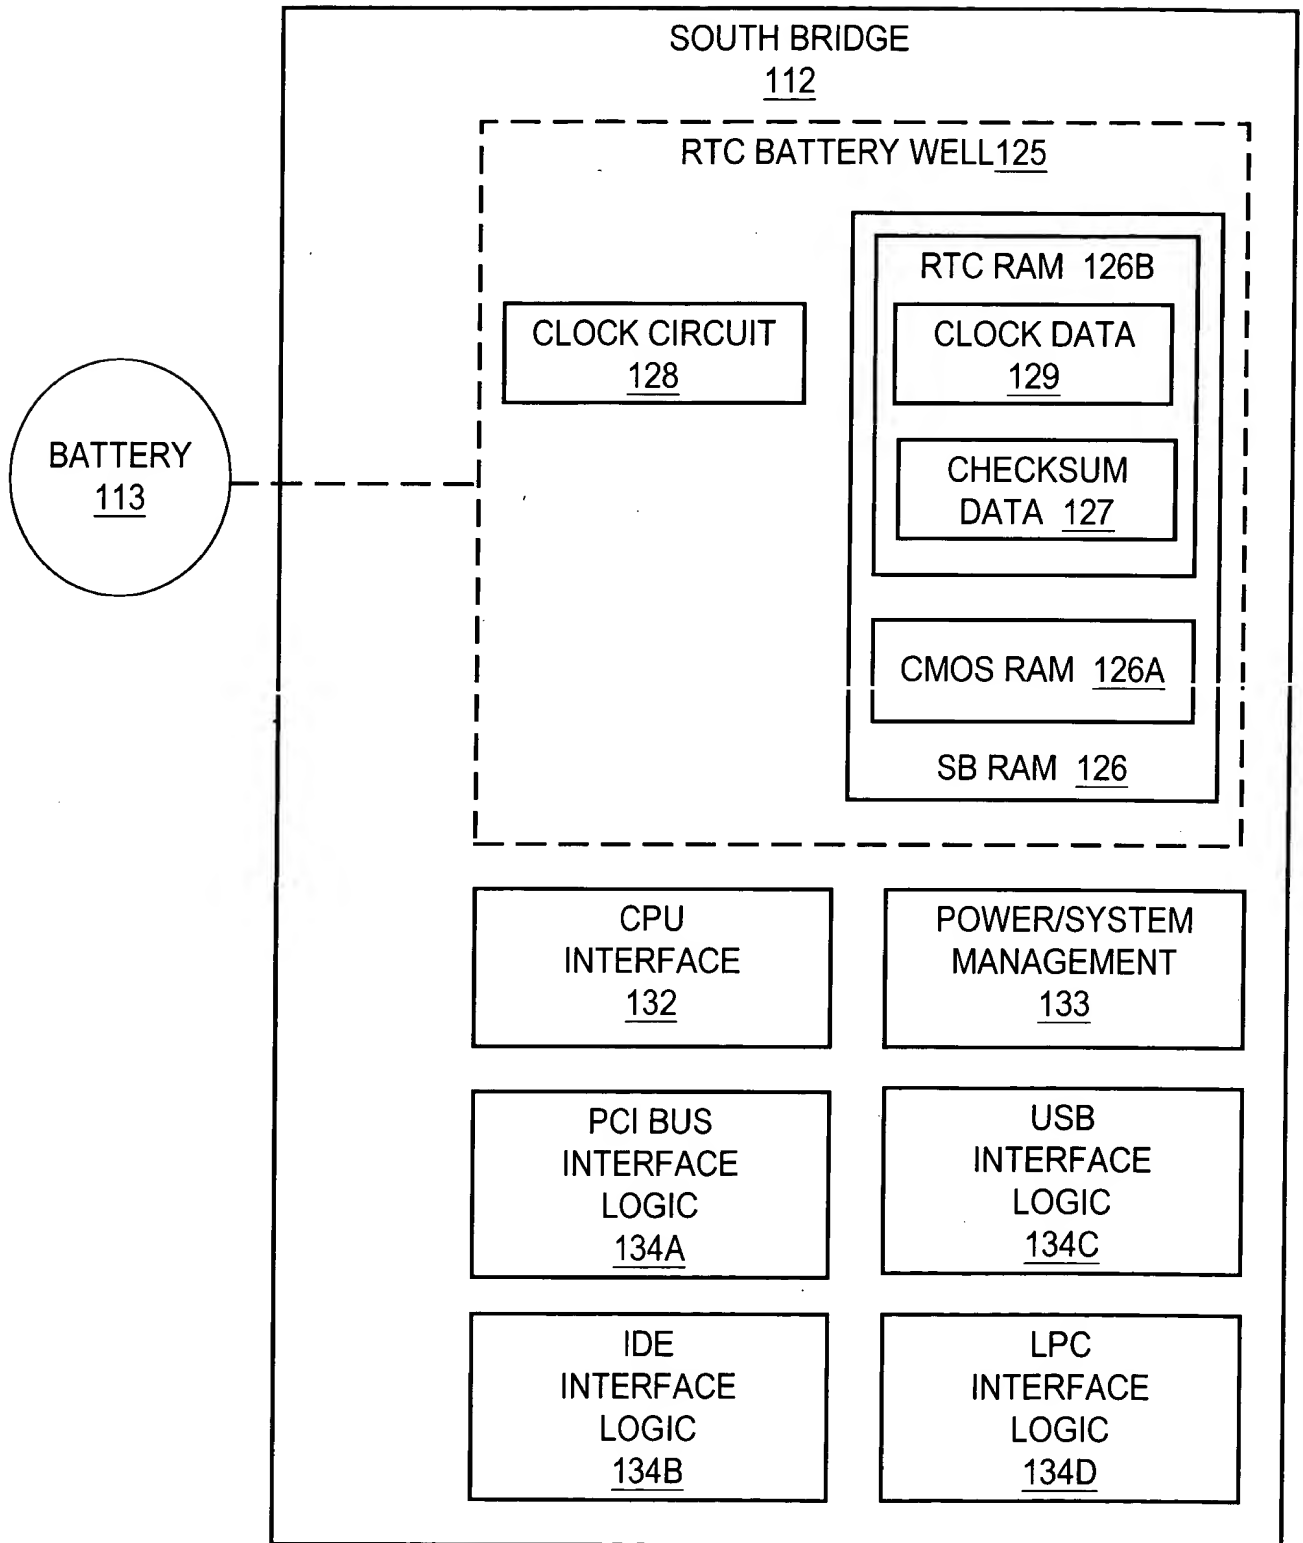 SOUTH BRIDGE
112
RTC BATTERY WELL125
RTC RAM 126B
CLOCK CIRCUIT
128
CLOCK DATA
129
BATTERY
113
CHECKSUM
DATA 127
CMOS RAM 126A
SB RAM 126
CPU
INTERFACE
132
POWER/SYSTEM
MANAGEMENT
133
PCI BUS
INTERFACE
LOGIC
134A
USB
INTERFACE
LOGIC
134C
IDE
INTERFACE
LOGIC
134B
LPC
INTERFACE
LOGIC
134D